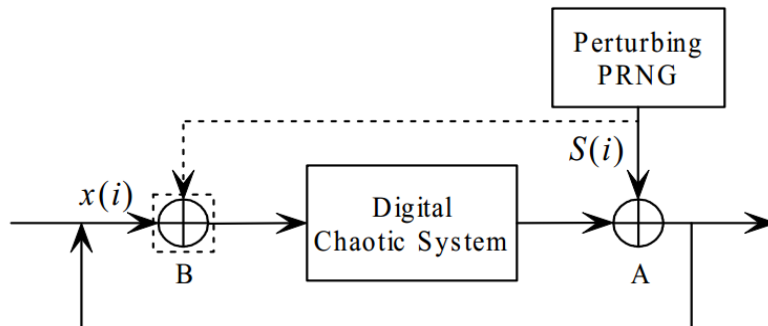 Perturbing
PRNG
S(i)
x(i)
Digital
Chaotic System
B
A